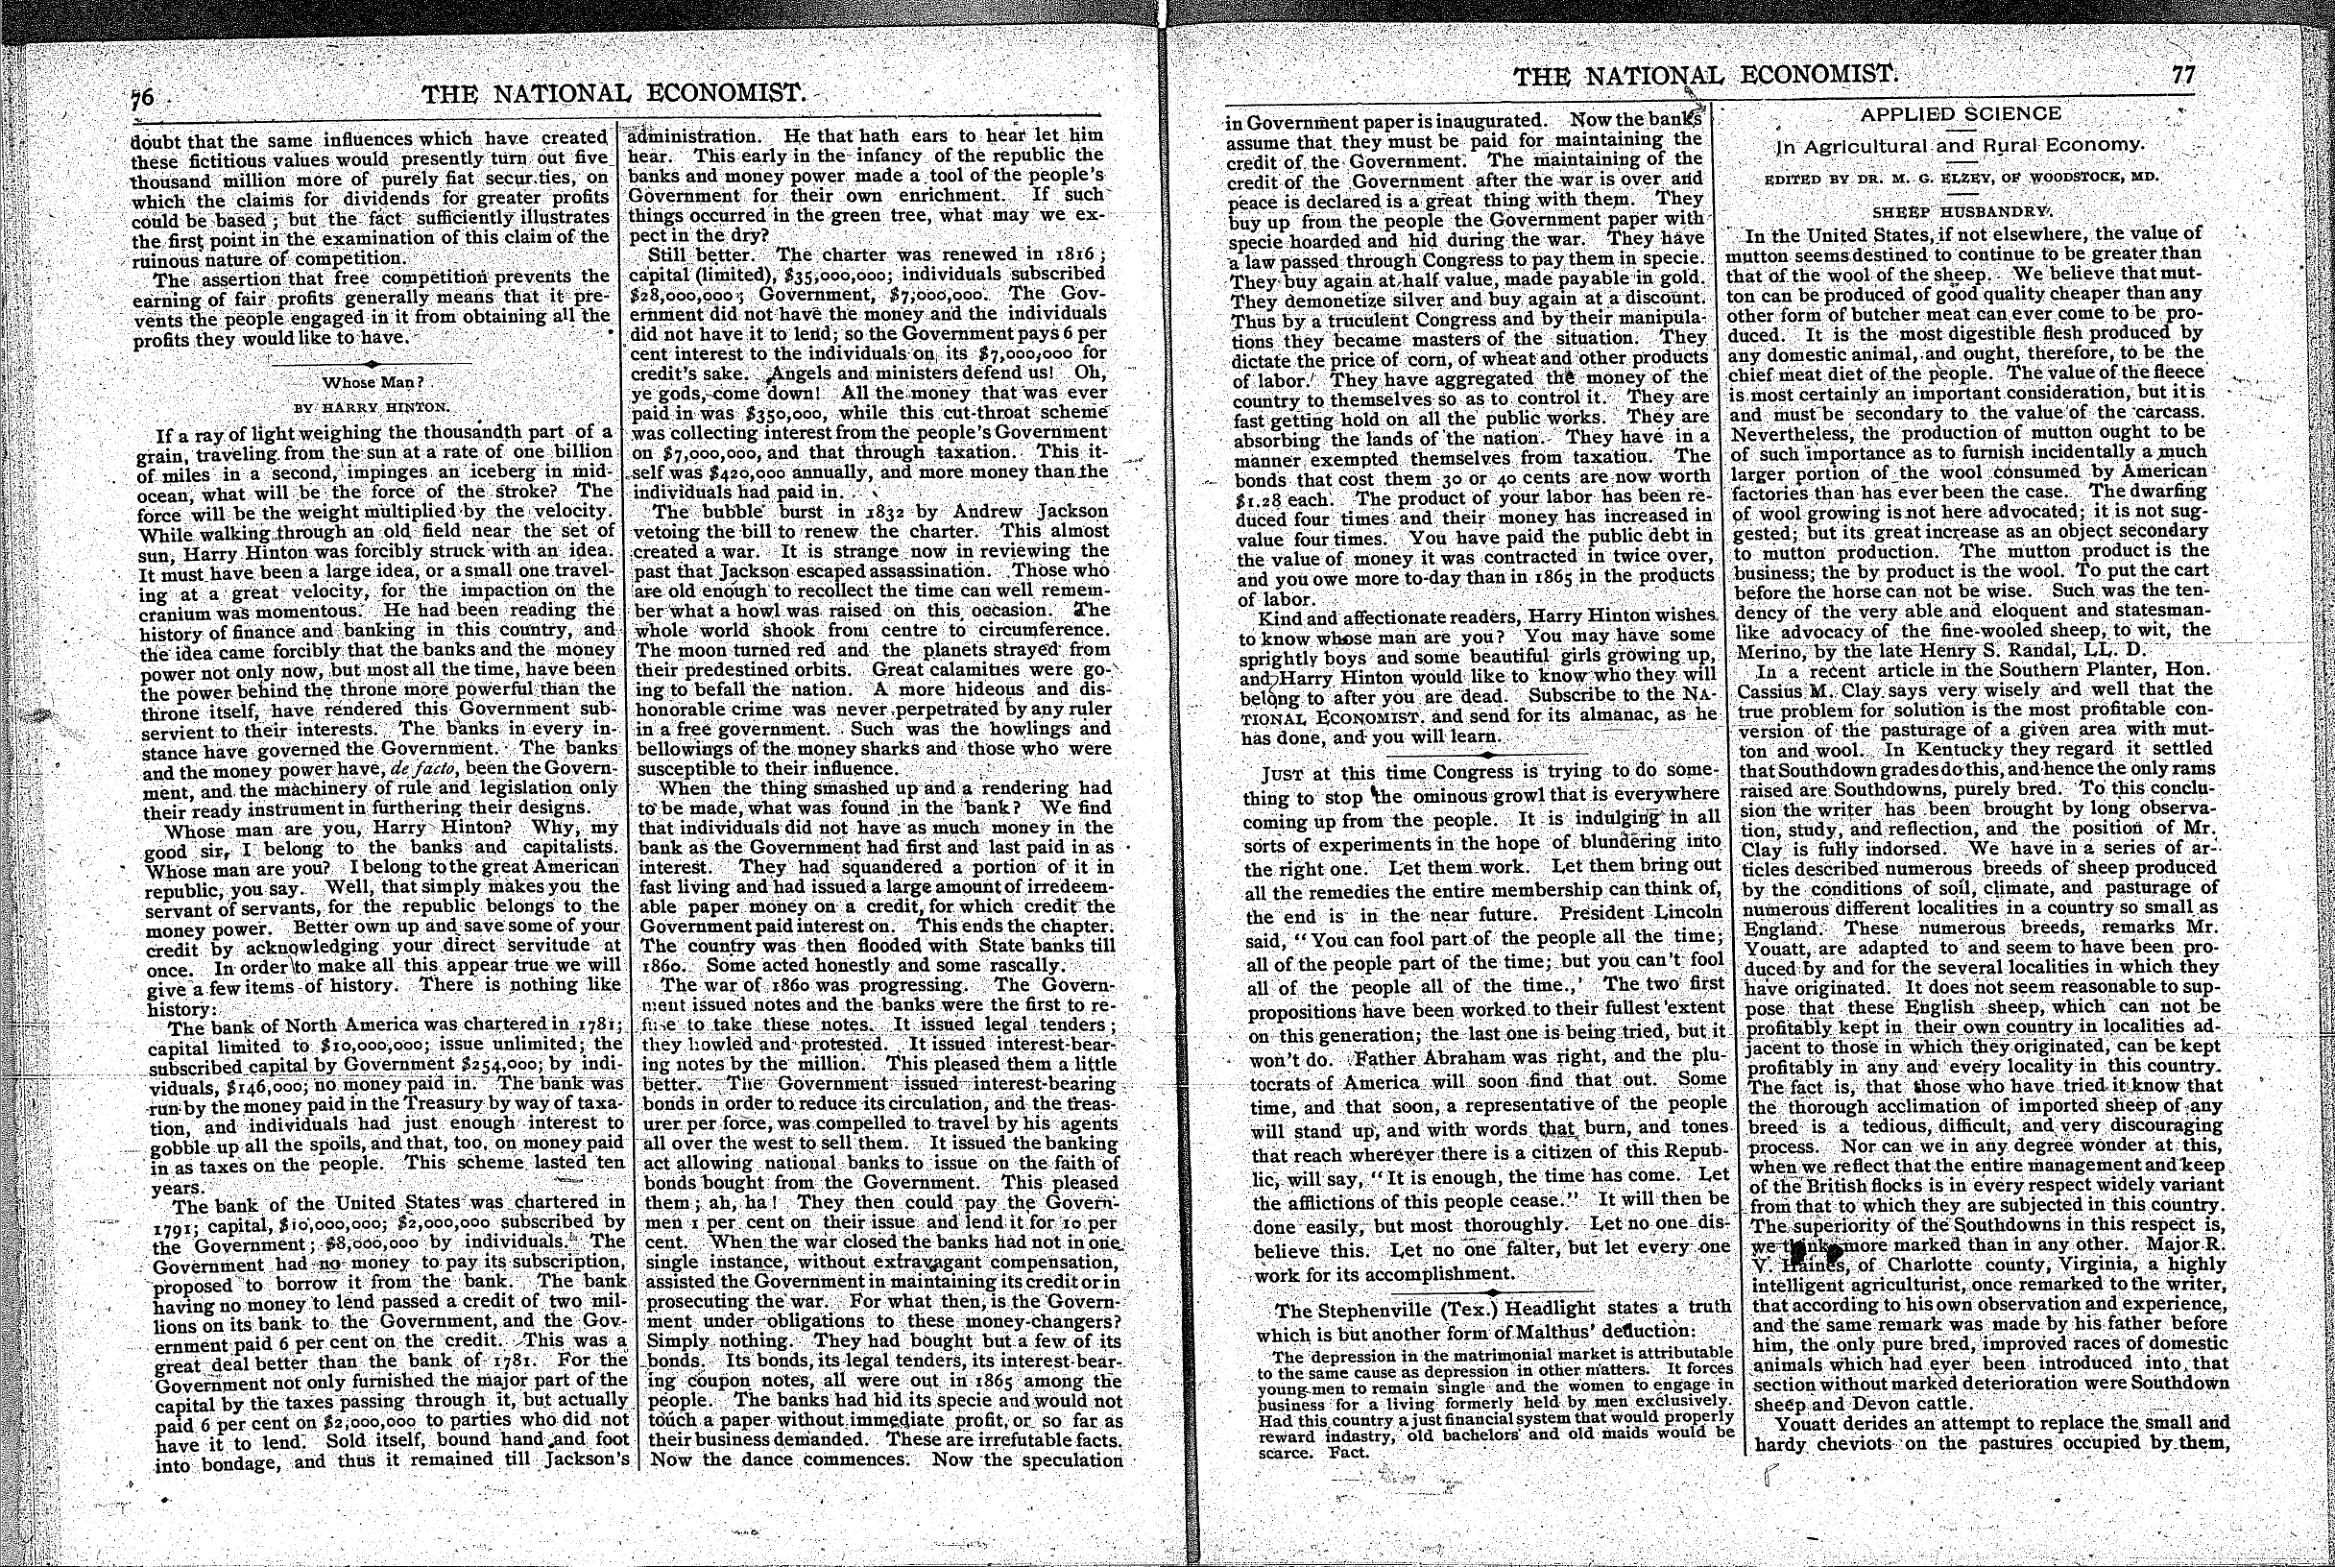 76
THE NATIONAL ECONOMIST.
doubt that the same influences which have created
these fictitious values would presently turn out five
thousand million more of purely fiat secur.ties, on
which the claims for dividends for greater profits
could be based; but the fact sufficiently illustrates
the first point in the examination of this claim of the
ruinous nature of competition.
The assertion that free competition prevents the
earning of fair profits generally means that it pre-
vents the people engaged in it from obtaining all the
profits they would like to have.
Whose Man?
BY HARRY HINTON.
If a ray of light weighing the thousandth part of a
grain, traveling from the sun at a rate of one billion
of miles in a second, impinges an iceberg in mid-
ocean, what will be the force of the stroke? The
force will be the weight multiplied by the velocity.
While walking through an old field near the set of
sun, Harry Hinton was forcibly struck with an idea.
It must have been a large idea, or a small one travel-
ing at a great velocity, for the impaction on the
cranium was momentous. He had been reading the
history of finance and banking in this country, and
the idea came forcibly that the banks and the money
power not only now, but most all the time, have been
the power behind the throne more powerful than the
throne itself, have rendered this Government sub-
servient to their interests. The banks in every in-
stance have governed the Government. The banks
and the money power have, de facto, been the Govern-
ment, and the machinery of rule and legislation only
their ready instrument in furthering their designs.
Whose man are you, Harry Hinton? Why, my
good sir, I belong to the banks and capitalists.
Whose man are you? I belong to the great American
republic, you say. Well, that simply makes you the
servant of servants, for the republic belongs to the
money power. Better own up and save some of your
credit by acknowledging your direct servitude at
once. In order to make all this appear true we will
give a few items of history. There is nothing like
history:
The bank of North America was chartered in 1781;
capital limited to $10,000,000; issue unlimited; the
subscribed capital by Government $254,000; by indi-
viduals, $146,000; no money paid in. The bank was
run by the money paid in the Treasury by way of taxa-
tion, and individuals had just enough interest to
gobble up all the spoils, and that, too, on money paid
in as taxes on the people. This scheme lasted ten
years.
The bank of the United States was chartered in
1791; capital, $10,000,000; $2,000,000 subscribed by
the Government; $8,000,000 by individuals. The
Government had no money to pay its subscription,
proposed to borrow it from the bank. The bank
having no money to lend passed a credit of two mil-
lions on its bank to the Government, and the Gov-
ernment paid 6 per cent on the credit. This was a
great deal better than the bank of 1781. For the
Government not only furnished the major part of the
capital by the taxes passing through it, but actually
paid 6 per cent on $2,000,000 to parties who did not
have it to lend. Sold itself, bound hand and foot
into bondage, and thus it remained till Jackson's
administration. He that hath ears to hear let him
hear. This early in the infancy of the republic the
banks and money power made a tool of the people's
Government for their own enrichment. If such
things occurred in the green tree, what may we ex-
pect in the dry?
Still better. The charter was renewed in 1816;
capital (limited), $35,000,000; individuals subscribed
$28,000,000; Government, $7,000,000. The Gov-
ernment did not have the money and the individuals
did not have it to lend; so the Government pays 6 per
cent interest to the individuals on its $7,000,000 for
credit's sake. Angels and ministers defend us! Oh,
ye gods, come down! All the money that was ever
paid in was $350,000, while this cut-throat scheme
was collecting interest from the people's Government
on $7,000,000, and that through taxation. This it-
self was $420,000 annually, and more money than the
individuals had paid in.
The bubble burst in 1832 by Andrew Jackson
vetoing the bill to renew the charter. This almost
created a war. It is strange now in reviewing the
past that Jackson escaped assassination. Those who
are old enough to recollect the time can well remem-
ber what a howl was raised on this occasion. The
whole world shook from centre to circumference.
The moon turned red and the planets strayed from
their predestined orbits. Great calamities were go-
ing to befall the nation. A more hideous and dis-
honorable crime was never perpetrated by any ruler
in a free government. Such was the howlings and
bellowings of the money sharks and those who were
susceptible to their influence.
When the thing smashed up and a rendering had
to be made, what was found in the bank? We find
that individuals did not have as much money in the
bank as the Government had first and last paid in as
interest. They had squandered a portion of it in
fast living and had issued a large amount of irredeem-
able paper money on a credit, for which credit the
Government paid interest on. This ends the chapter.
The country was then flooded with State banks till
1860. Some acted honestly and some rascally.
The war of 1860 was progressing. The Govern-
ment issued notes and the banks were the first to re-
fuse to take these notes. It issued legal tenders;
they howled and protested. It issued interest-bear-
ing notes by the million. This pleased them a little
better. The Government issued interest-bearing
bonds in order to reduce its circulation, and the treas-
urer per force, was compelled to travel by his agents
all over the west to sell them. It issued the banking
act allowing national banks to issue on the faith of
bonds bought from the Government. This pleased
them; ah, ha! They then could pay the Govern-
men 1 per cent on their issue and lend it for 10 per
cent. When the war closed the banks had not in one
single instance, without extravagant compensation,
assisted the Government in maintaining its credit or in
prosecuting the war. For what then, is the Govern-
ment under obligations to these money-changers?
Simply nothing. They had bought but a few of its
bonds. Its bonds, its legal tenders, its interest-bear-
ing coupon notes, all were out in 1865 among the
people. The banks had hid its specie and would not
touch a paper without immediate profit, or so far as
their business demanded. These are irrefutable facts.
Now the dance commences. Now the speculation
THE NATIONAL ECONOMIST.
77
in Government paper is inaugurated. Now the banks
assume that they must be paid for maintaining the
credit of the Government. The maintaining of the
credit of the Government after the war is over and
peace is declared is a great thing with them. They
buy up from the people the Government paper with
specie hoarded and hid during the war. They have
a law passed through Congress to pay them in specie.
They buy again at half value, made payable in gold.
They demonetize silver and buy again at a discount.
Thus by a truculent Congress and by their manipula-
tions they became masters of the situation. They
dictate the price of corn, of wheat and other products
of labor. They have aggregated the money of the
country to themselves so as to control it. They are
fast getting hold on all the public works. They are
absorbing the lands of the nation. They have in a
manner exempted themselves from taxation. The
bonds that cost them 30 or 40 cents are now worth
$1.28 each. The product of your labor has been re-
duced four times and their money has increased in
value four times. You have paid the public debt in
the value of money it was contracted in twice over,
and you owe more to-day than in 1865 in the products
of labor.
Kind and affectionate readers, Harry Hinton wishes
to know whose man are you? You may have some
sprightly boys and some beautiful girls growing up,
and Harry Hinton would like to know who they will
belong to after you are dead. Subscribe to the NA-
TIONAL ECONOMIST, and send for its almanac, as he
has done, and you will learn.
JUST at this time Congress is trying to do some-
thing to stop the ominous growl that is everywhere
coming up from the people. It is indulging in all
sorts of experiments in the hope of blundering into
the right one. Let them work. Let them bring out
all the remedies the entire membership can think of,
the end is in the near future. President Lincoln
said, "You can fool part of the people all the time;
all of the people part of the time; but you can't fool
all of the people all of the time.,' The two first
propositions have been worked to their fullest extent
on this generation; the last one is being tried, but it
won't do. Father Abraham was right, and the plu-
tocrats of America will soon find that out. Some
time, and that soon, a representative of the people
will stand up, and with words that burn, and tones
that reach wherever there is a citizen of this Repub-
lic, will say, "It is enough, the time has come. Let
the afflictions of this people cease." It will then be
done easily, but most thoroughly. Let no one dis-
believe this. Let no one falter, but let every one
work for its accomplishment.
The Stephenville (Tex.) Headlight states a truth
which is but another form of Malthus' deduction:
The depression in the matrimonial market is attributable
to the same cause as depression in other matters. It forces
young men to remain single and the women to engage in
business for a living formerly held by men exclusively.
Had this country a just financial system that would properly
reward indastry, old bachelors and old maids would be
scarce. Fact.
APPLIED SCIENCE
In Agricultural and Rural Economy.
EDITED BY DR. M. G. ELZEY, OF WOODSTOCK, MD.
SHEEP HUSBANDRY.
In the United States, if not elsewhere, the value of
mutton seems destined to continue to be greater than
that of the wool of the sheep. We believe that mut-
ton can be produced of good quality cheaper than any
other form of butcher meat can ever come to be pro-
duced. It is the most digestible flesh produced by
any domestic animal, and ought, therefore, to be the
chief meat diet of the people. The value of the fleece
is most certainly an important consideration, but it is
and must be secondary to the value of the carcass.
Nevertheless, the production of mutton ought to be
of such importance as to furnish incidentally a much
larger portion of the wool consumed by American
factories than has ever been the case. The dwarfing
of wool growing is not here advocated; it is not sug-
gested; but its great increase as an object secondary
to mutton production. The mutton product is the
business; the by product is the wool. To put the cart
before the horse can not be wise. Such was the ten-
dency of the very able and eloquent and statesman-
like advocacy of the fine-wooled sheep, to wit, the
Merino, by the late Henry S. Randal, LL. D.
In a recent article in the Southern Planter, Hon.
Cassius M. Clay says very wisely and well that the
true problem for solution is the most profitable con-
version of the pasturage of a given area with mut-
ton and wool. In Kentucky they regard it settled
that Southdown grades do this, and hence the only rams
raised are Southdowns, purely bred. To this conclu-
sion the writer has been brought by long observa-
tion, study, and reflection, and the position of Mr.
Clay is fully indorsed. We have in a series of ar-
ticles described numerous breeds of sheep produced
by the conditions of soil, climate, and pasturage of
numerous different localities in a country so small as
England. These numerous breeds, remarks Mr.
Youatt, are adapted to and seem to have been pro-
duced by and for the several localities in which they
have originated. It does not seem reasonable to sup-
pose that these English sheep, which can not be
profitably kept in their own country in localities ad-
jacent to those in which they originated, can be kept
profitably in any and every locality in this country.
The fact is, that those who have tried it know that
the thorough acclimation of imported sheep of any
breed is a tedious, difficult, and very discouraging
process. Nor can we in any degree wonder at this,
when we reflect that the entire management and keep
of the British flocks is in every respect widely variant
from that to which they are subjected in this country.
The superiority of the Southdowns in this respect is,
we think, more marked than in any other. Major R.
V. Haines, of Charlotte county, Virginia, a highly
intelligent agriculturist, once remarked to the writer,
that according to his own observation and experience,
and the same remark was made by his father before
him, the only pure bred, improved races of domestic
animals which had ever been introduced into that
section without marked deterioration were Southdown
sheep and Devon cattle.
Youatt derides an attempt to replace the small and
hardy cheviots on the pastures occupied by them,